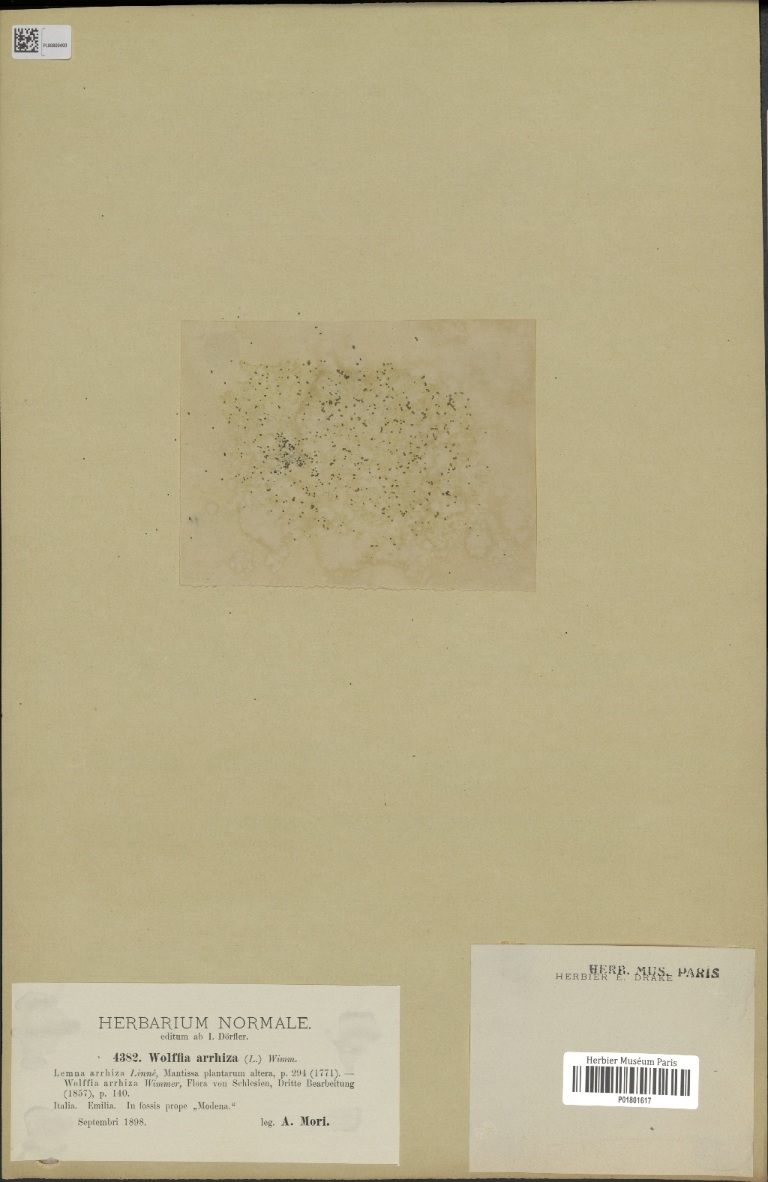 HERBARIUM NORMALE.
editum ab I. Dörfler.
4382. Wolffia arrhiza (L.) Wimm.
Lemna arrhiza Linné, Mantissa plantarum altera, p. 294 (1771). —
Wolffia arrhiza Wimmer, Flora von Schlesien, Dritte Bearbeitung
(1857), p. 140.
Italia. Emilia. In fossis prope „Modena.“
Septembri 1898. leg. A. Mori.
HERB. MUS. PARIS
HERBIER E. DRAKE
Herbier Muséum Paris
P01801617